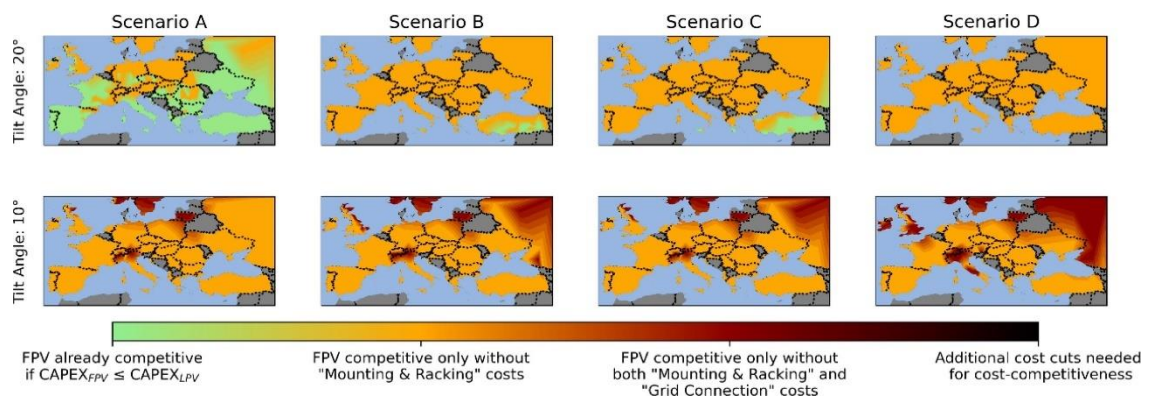 Scenario A
Scenario B
Scenario C
Scenario D
Tilt Angle: 20°
Tilt Angle: 10°
FPV already competitive
if CAPEX_FPV ≤ CAPEX_LPV
FPV competitive only without
"Mounting & Racking" costs
FPV competitive only without
both "Mounting & Racking" and
"Grid Connection" costs
Additional cost cuts needed
for cost-competitiveness